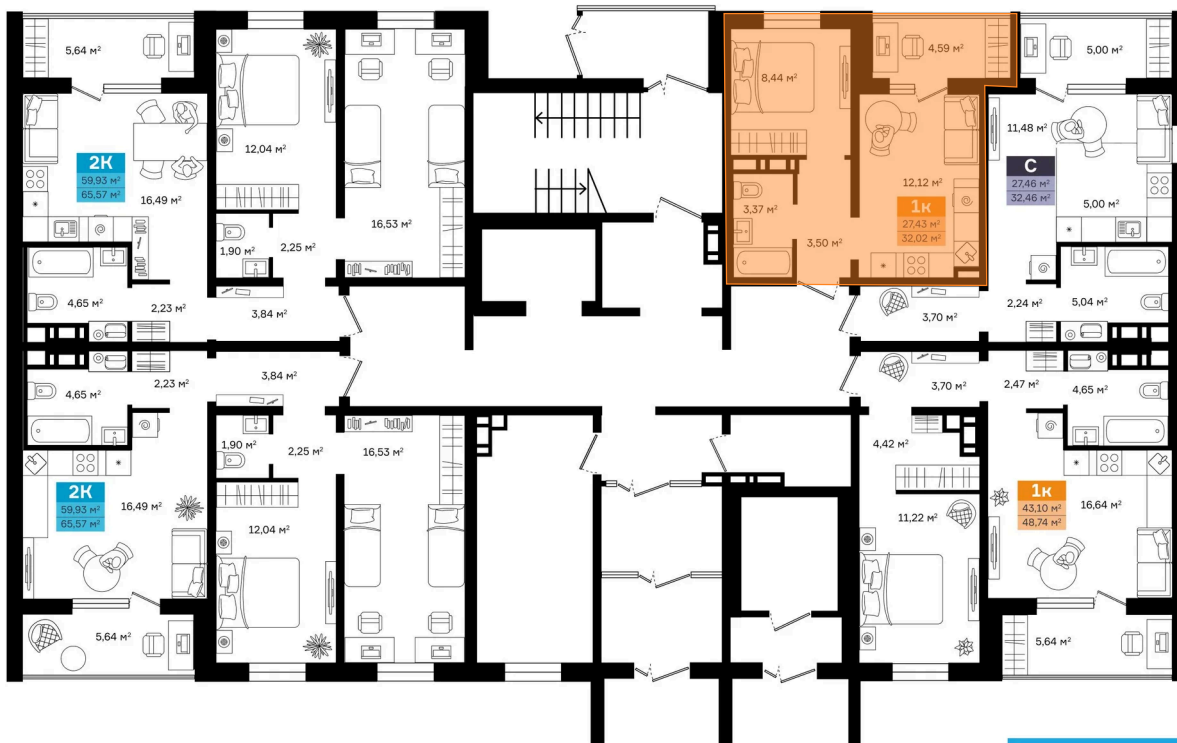 5,64 м²
12,04 м²
16,53 м²
2К
59,93 м²
65,57 м²
16,49 м²
1,90 м²
2,25 м²
4,65 м²
2,23 м²
3,84 м²
8,44 м²
4,59 м²
5,00 м²
11,48 м²
С
27,46 м²
32,46 м²
5,00 м²
12,12 м²
1к
27,43 м²
32,02 м²
3,37 м²
3,50 м²
3,70 м²
2,24 м²
5,04 м²
4,65 м²
2,23 м²
3,84 м²
1,90 м²
2,25 м²
16,53 м²
2К
59,93 м²
65,57 м²
16,49 м²
12,04 м²
5,64 м²
3,70 м²
2,47 м²
4,65 м²
4,42 м²
11,22 м²
1к
43,10 м²
48,74 м²
16,64 м²
5,64 м²